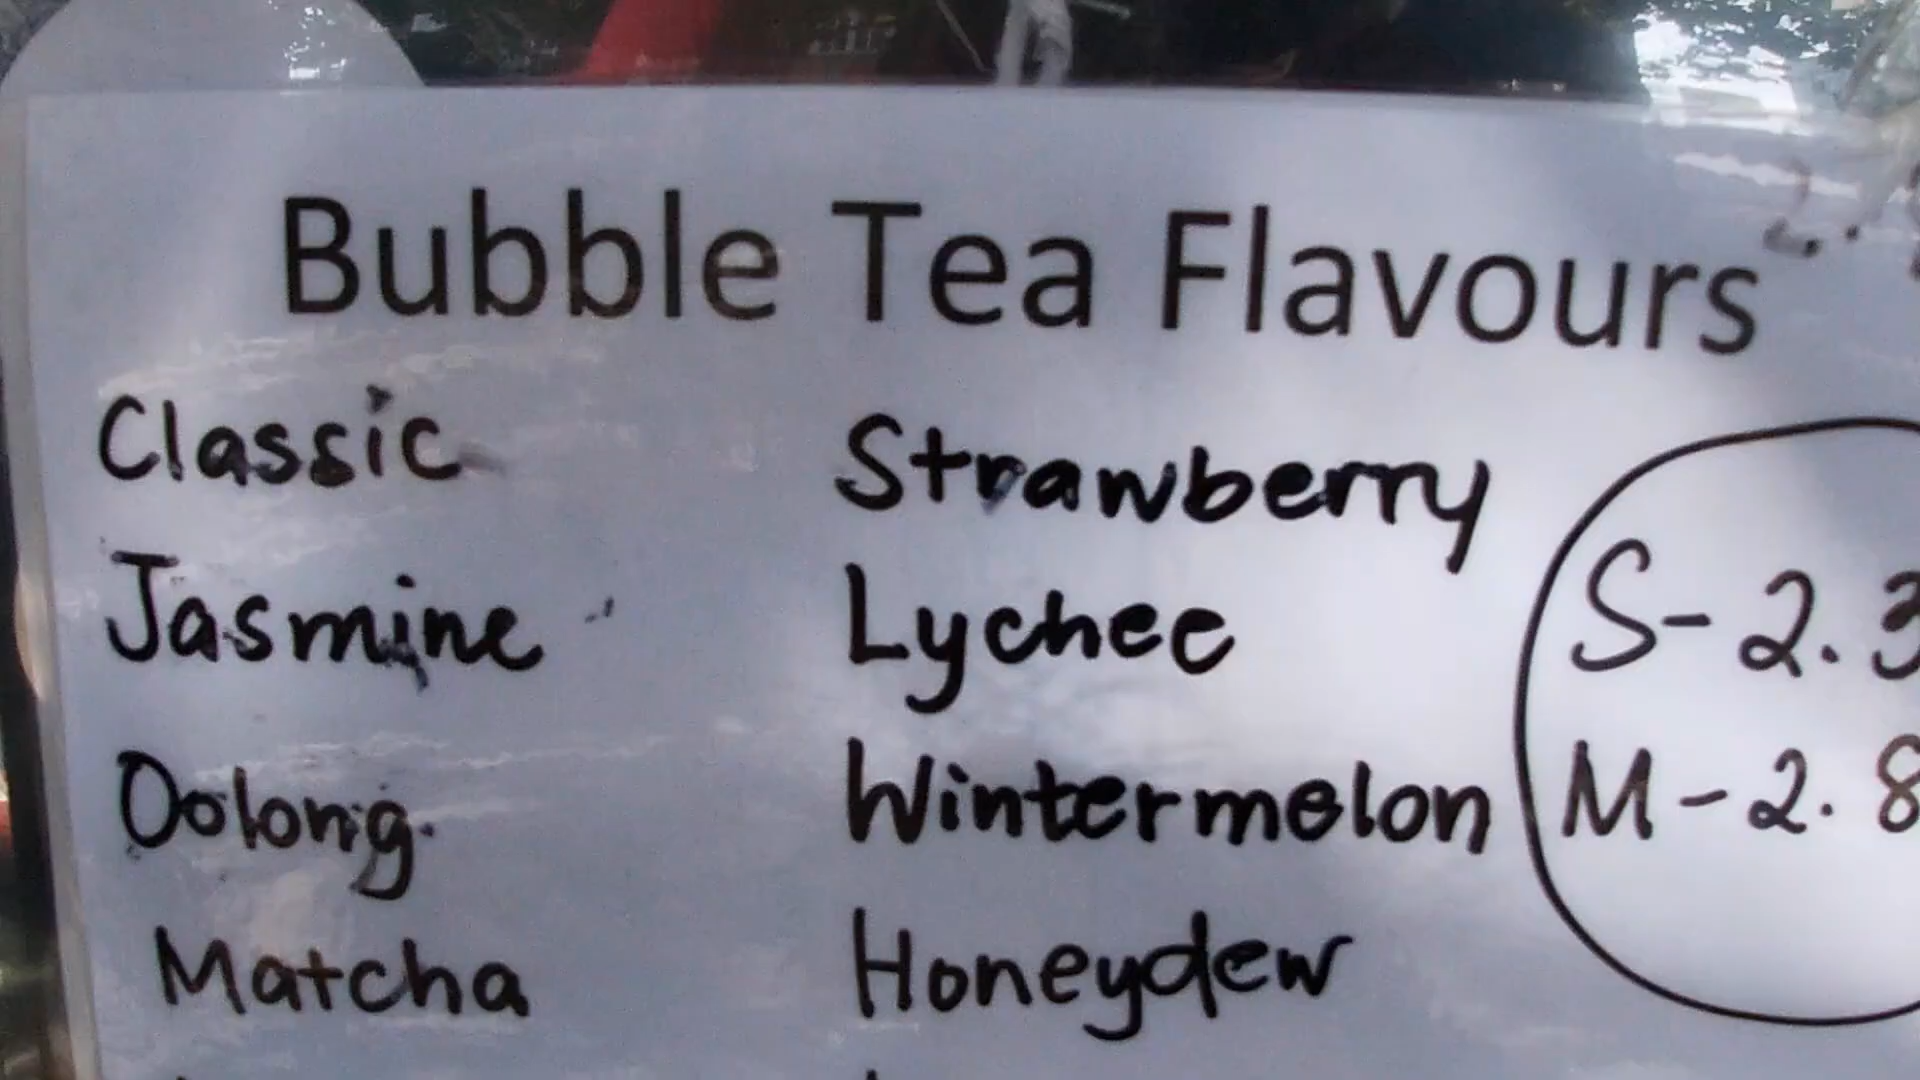 Bubble Tea Flavours
Classic
Jasmine
Oolong
Matcha
Strawberry
Lychee
Wintermelon
Honeydew
S - 2.3
M - 2.8